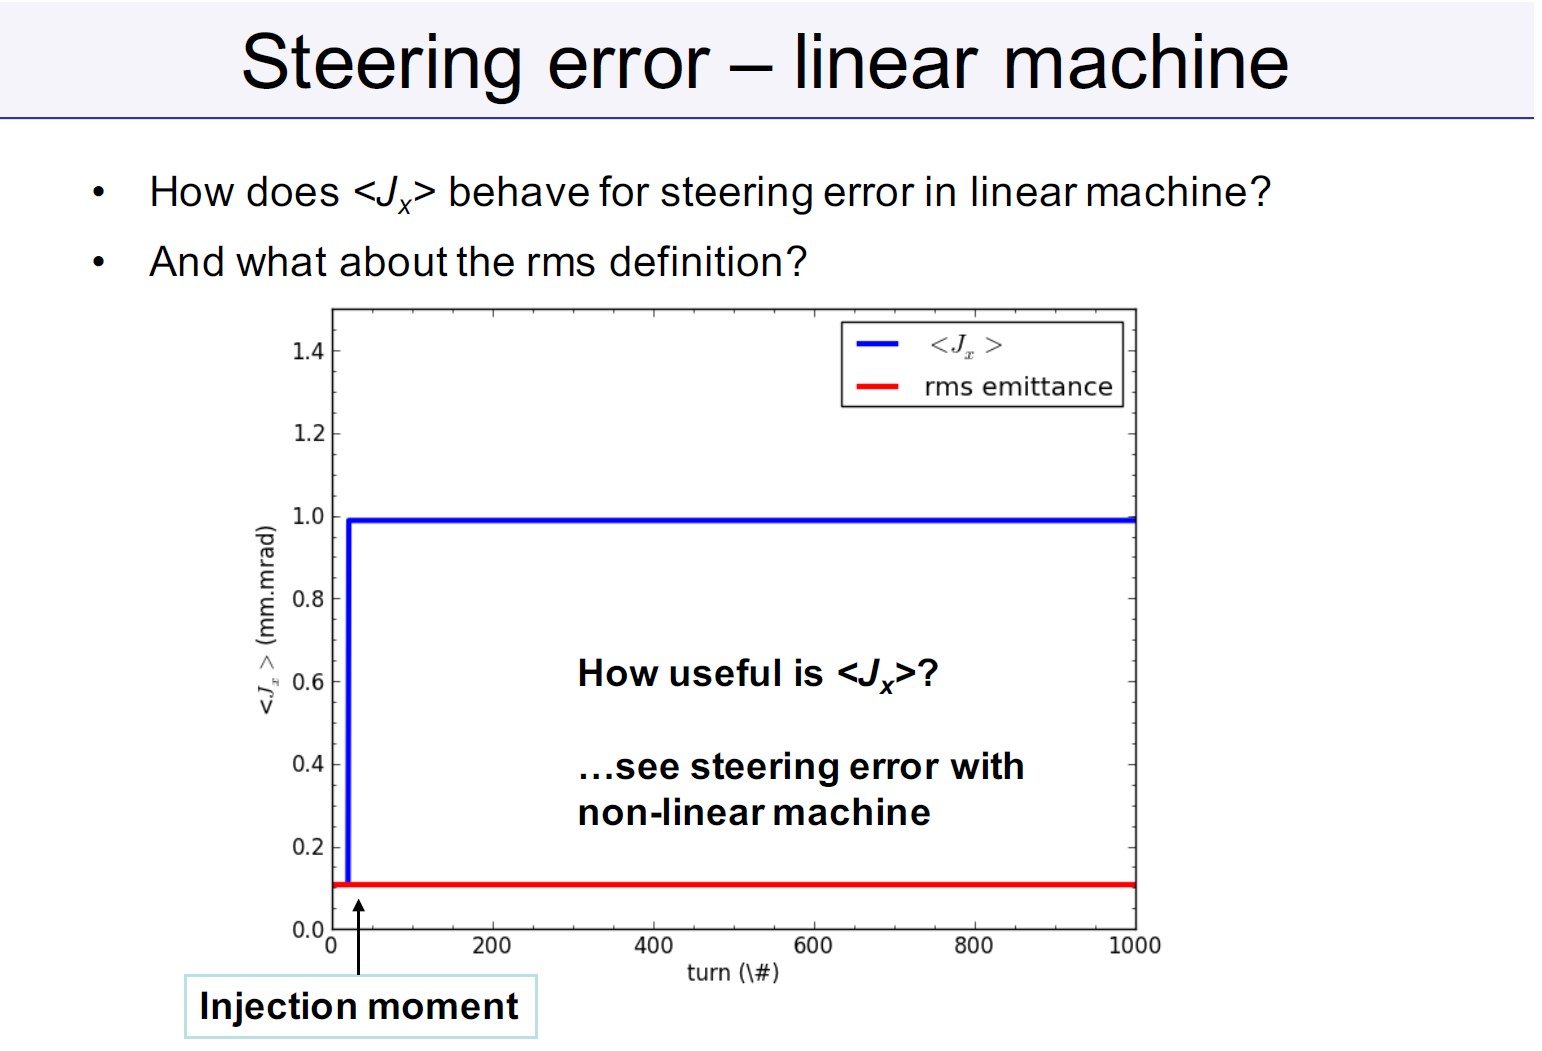 Steering error – linear machine
• How does <Jx> behave for steering error in linear machine?
• And what about the rms definition?
<Jx>
rms emittance
1.4
1.2
1.0
0.8
0.6
0.4
0.2
0.0
<Jx> (mm.mrad)
How useful is <Jx>?
…see steering error with
non-linear machine
0 200 400 600 800 1000
turn (\#)
Injection moment